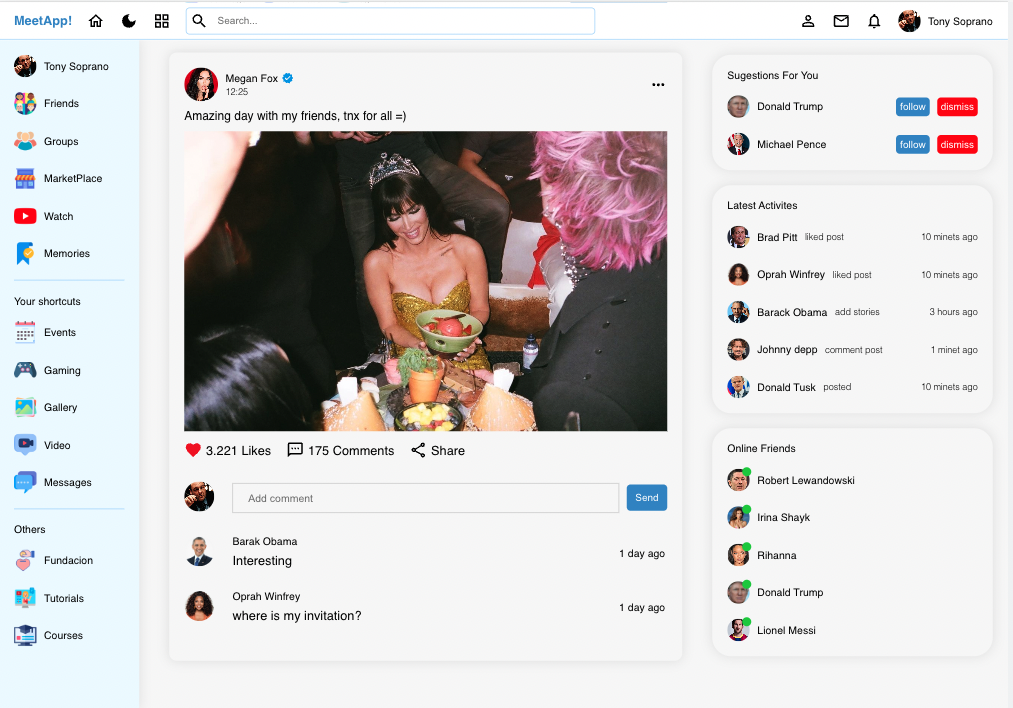 MeetApp!
Search...
Tony Soprano
Tony Soprano
Friends
Groups
MarketPlace
Watch
Memories
Your shortcuts
Events
Gaming
Gallery
Video
Messages
Others
Fundacion
Tutorials
Courses
Megan Fox
12:25
Amazing day with my friends, tnx for all =)
3.221 Likes
175 Comments
Share
Add comment
Send
Barak Obama
Interesting
1 day ago
Oprah Winfrey
where is my invitation?
1 day ago
Sugestions For You
Donald Trump follow dismiss
Michael Pence follow dismiss
Latest Activites
Brad Pitt liked post 10 minets ago
Oprah Winfrey liked post 10 minets ago
Barack Obama add stories 3 hours ago
Johnny depp comment post 1 minet ago
Donald Tusk posted 10 minets ago
Online Friends
Robert Lewandowski
Irina Shayk
Rihanna
Donald Trump
Lionel Messi